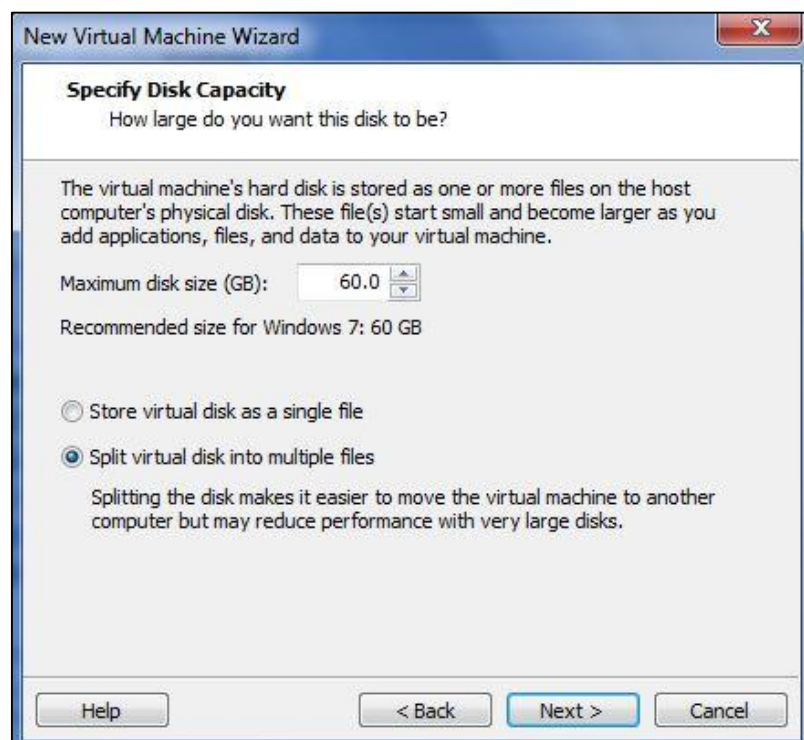 New Virtual Machine Wizard
X
Specify Disk Capacity
How large do you want this disk to be?
The virtual machine's hard disk is stored as one or more files on the host
computer's physical disk. These file(s) start small and become larger as you
add applications, files, and data to your virtual machine.
Maximum disk size (GB): 60.0
Recommended size for Windows 7: 60 GB
Store virtual disk as a single file
Split virtual disk into multiple files
Splitting the disk makes it easier to move the virtual machine to another
computer but may reduce performance with very large disks.
Help < Back Next > Cancel